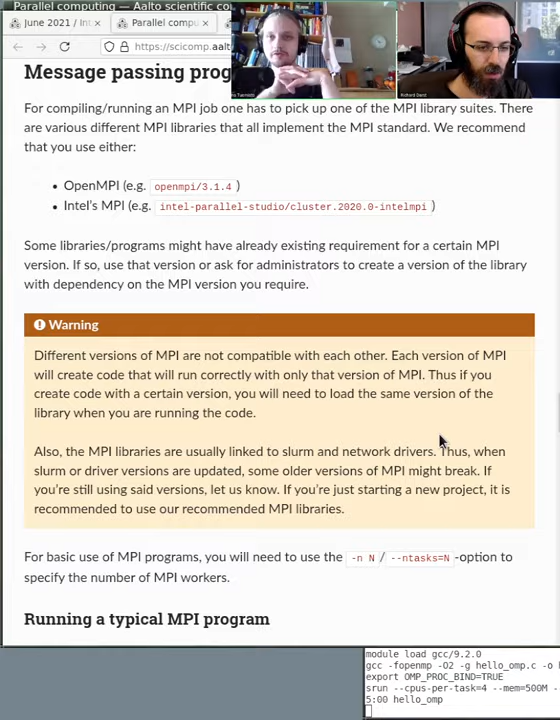 Parallel computing — Aalto scientific co
June 2021 / Int
Parallel compu
https://scicomp.aalt
Message passing prog
Richard Darst
For compiling/running an MPI job one has to pick up one of the MPI library suites. There
are various different MPI libraries that all implement the MPI standard. We recommend
that you use either:
• OpenMPI (e.g. openmpi/3.1.4 )
• Intel's MPI (e.g. intel-parallel-studio/cluster.2020.0-intelmpi )
Some libraries/programs might have already existing requirement for a certain MPI
version. If so, use that version or ask for administrators to create a version of the library
with dependency on the MPI version you require.
Warning
Different versions of MPI are not compatible with each other. Each version of MPI
will create code that will run correctly with only that version of MPI. Thus if you
create code with a certain version, you will need to load the same version of the
library when you are running the code.
Also, the MPI libraries are usually linked to slurm and network drivers. Thus, when
slurm or driver versions are updated, some older versions of MPI might break. If
you're still using said versions, let us know. If you're just starting a new project, it is
recommended to use our recommended MPI libraries.
For basic use of MPI programs, you will need to use the -n N / --ntasks=N -option to
specify the number of MPI workers.
Running a typical MPI program
module load gcc/9.2.0
gcc -fopenmp -O2 -g hello_omp.c -o h
export OMP_PROC_BIND=TRUE
srun --cpus-per-task=4 --mem=500M --
5:00 hello_omp